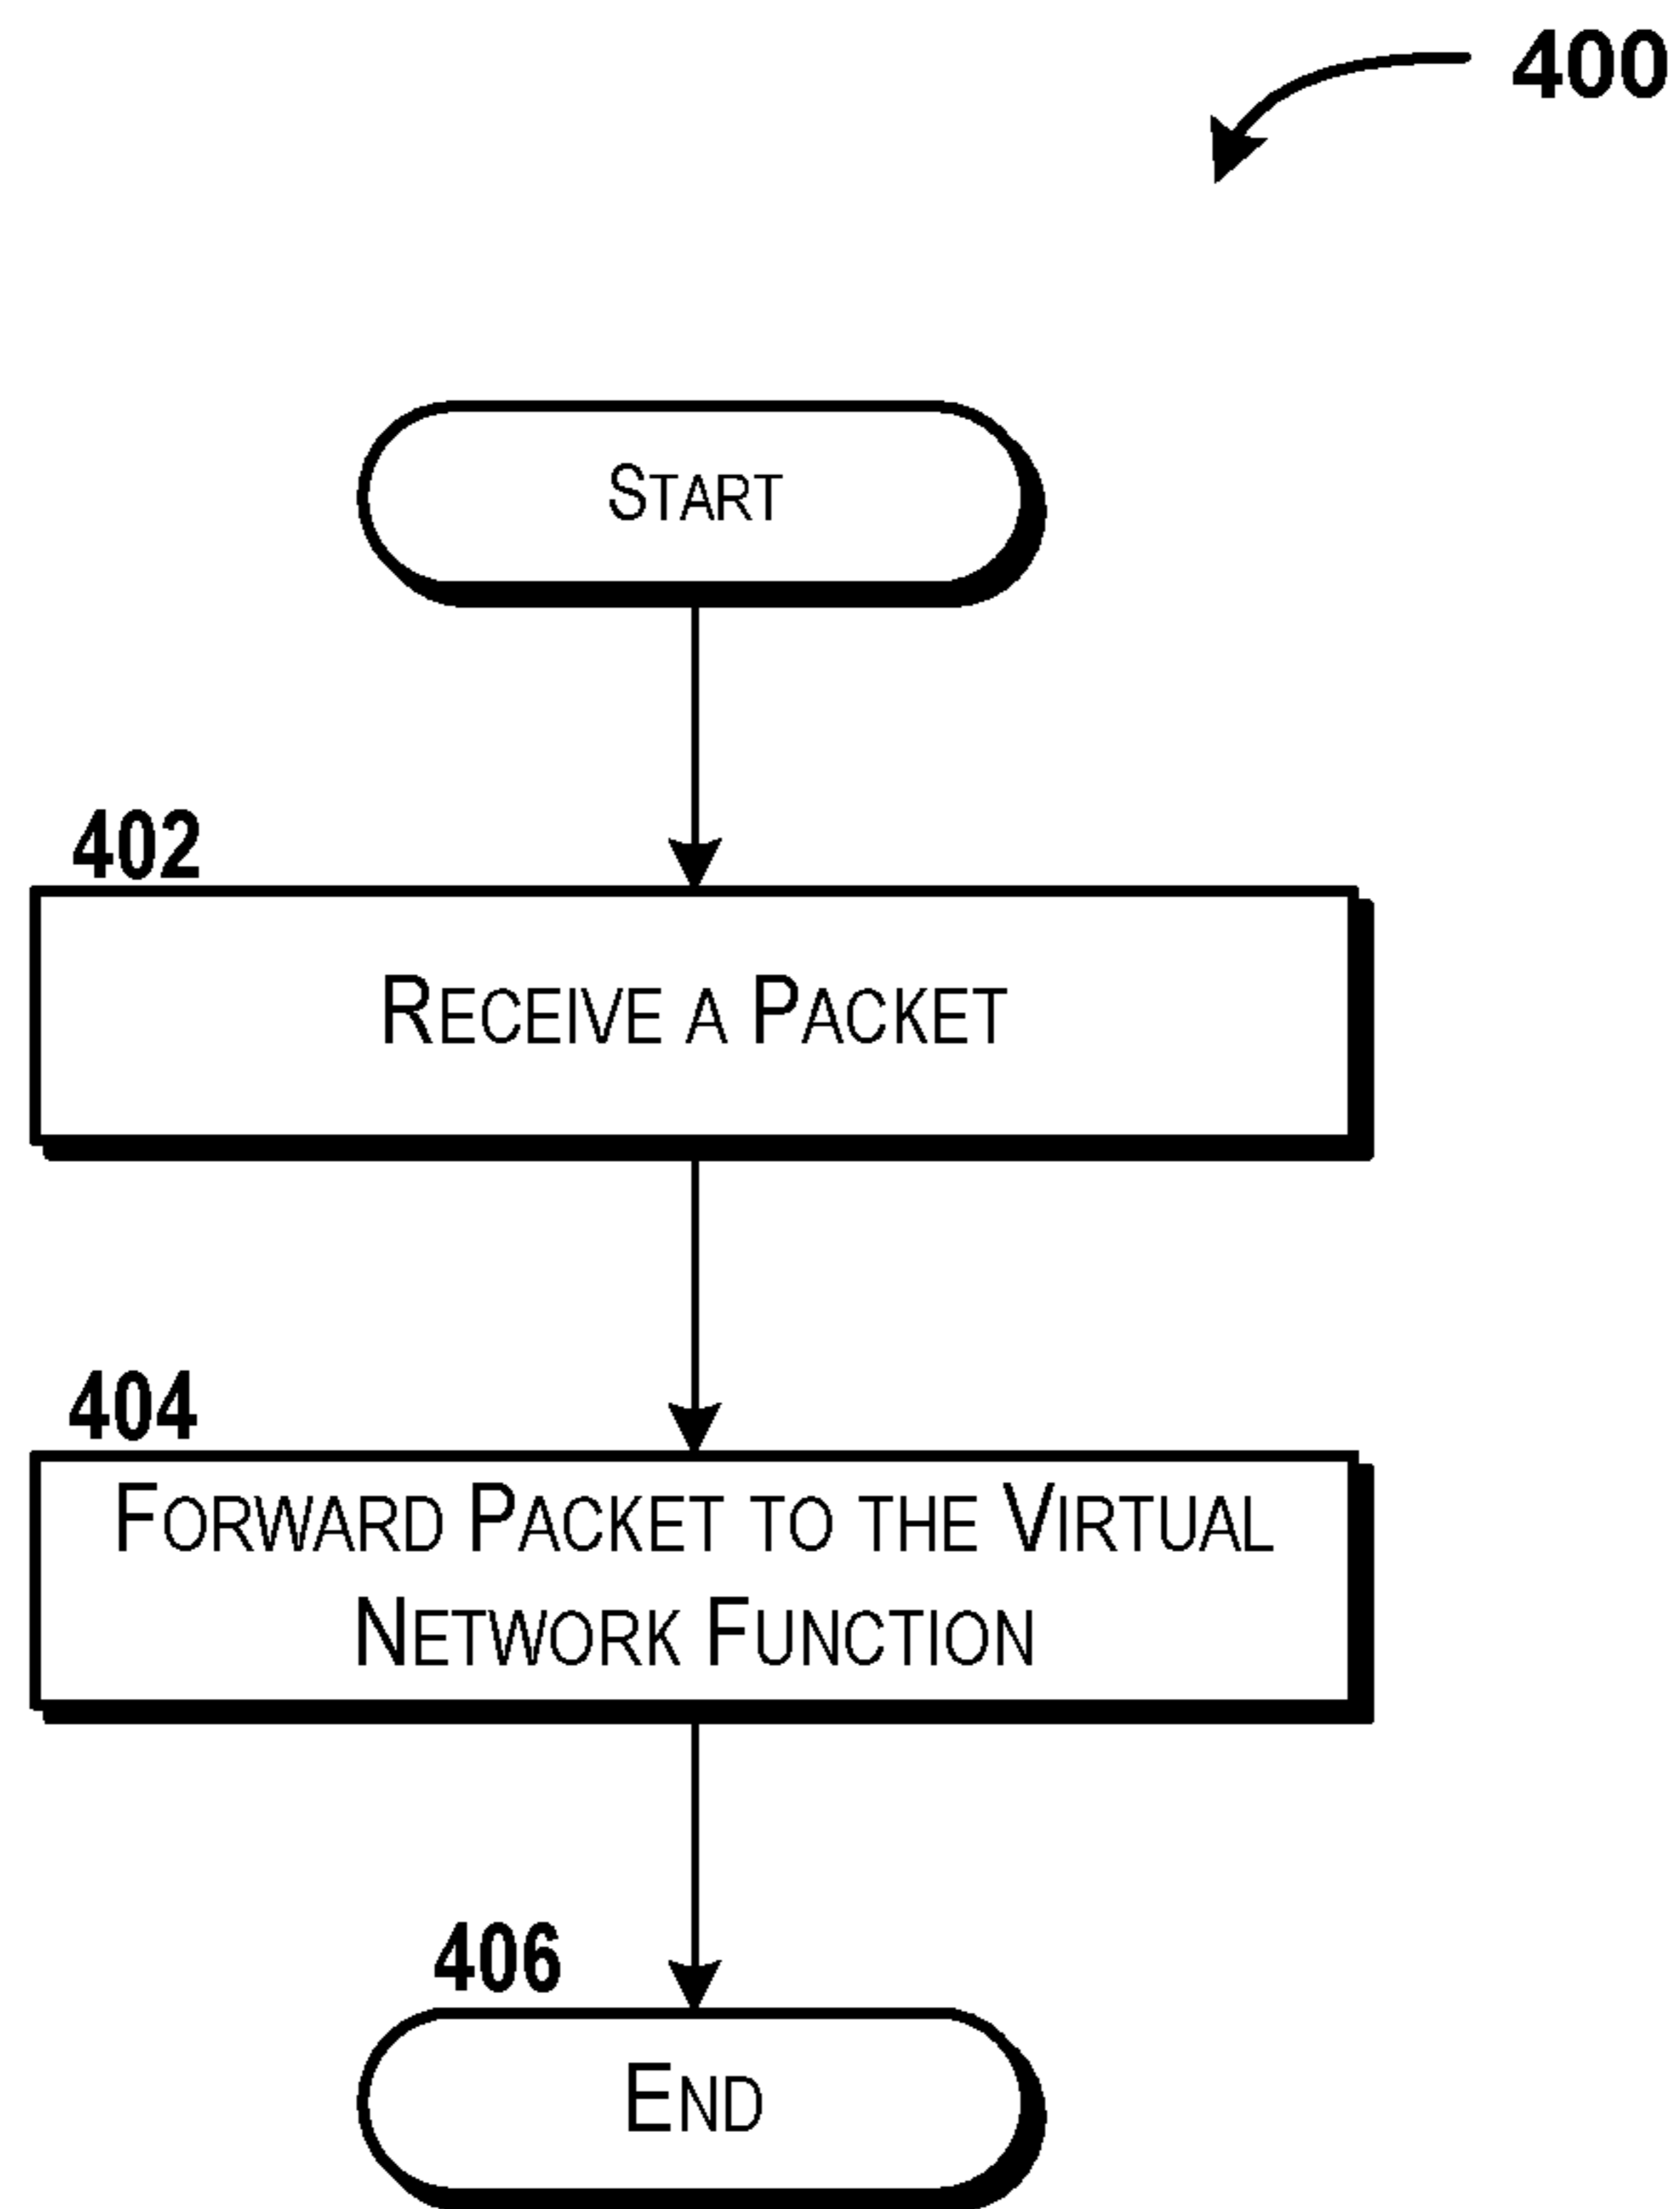 400
START
402
RECEIVE A PACKET
404
FORWARD PACKET TO THE VIRTUAL
NETWORK FUNCTION
406
END